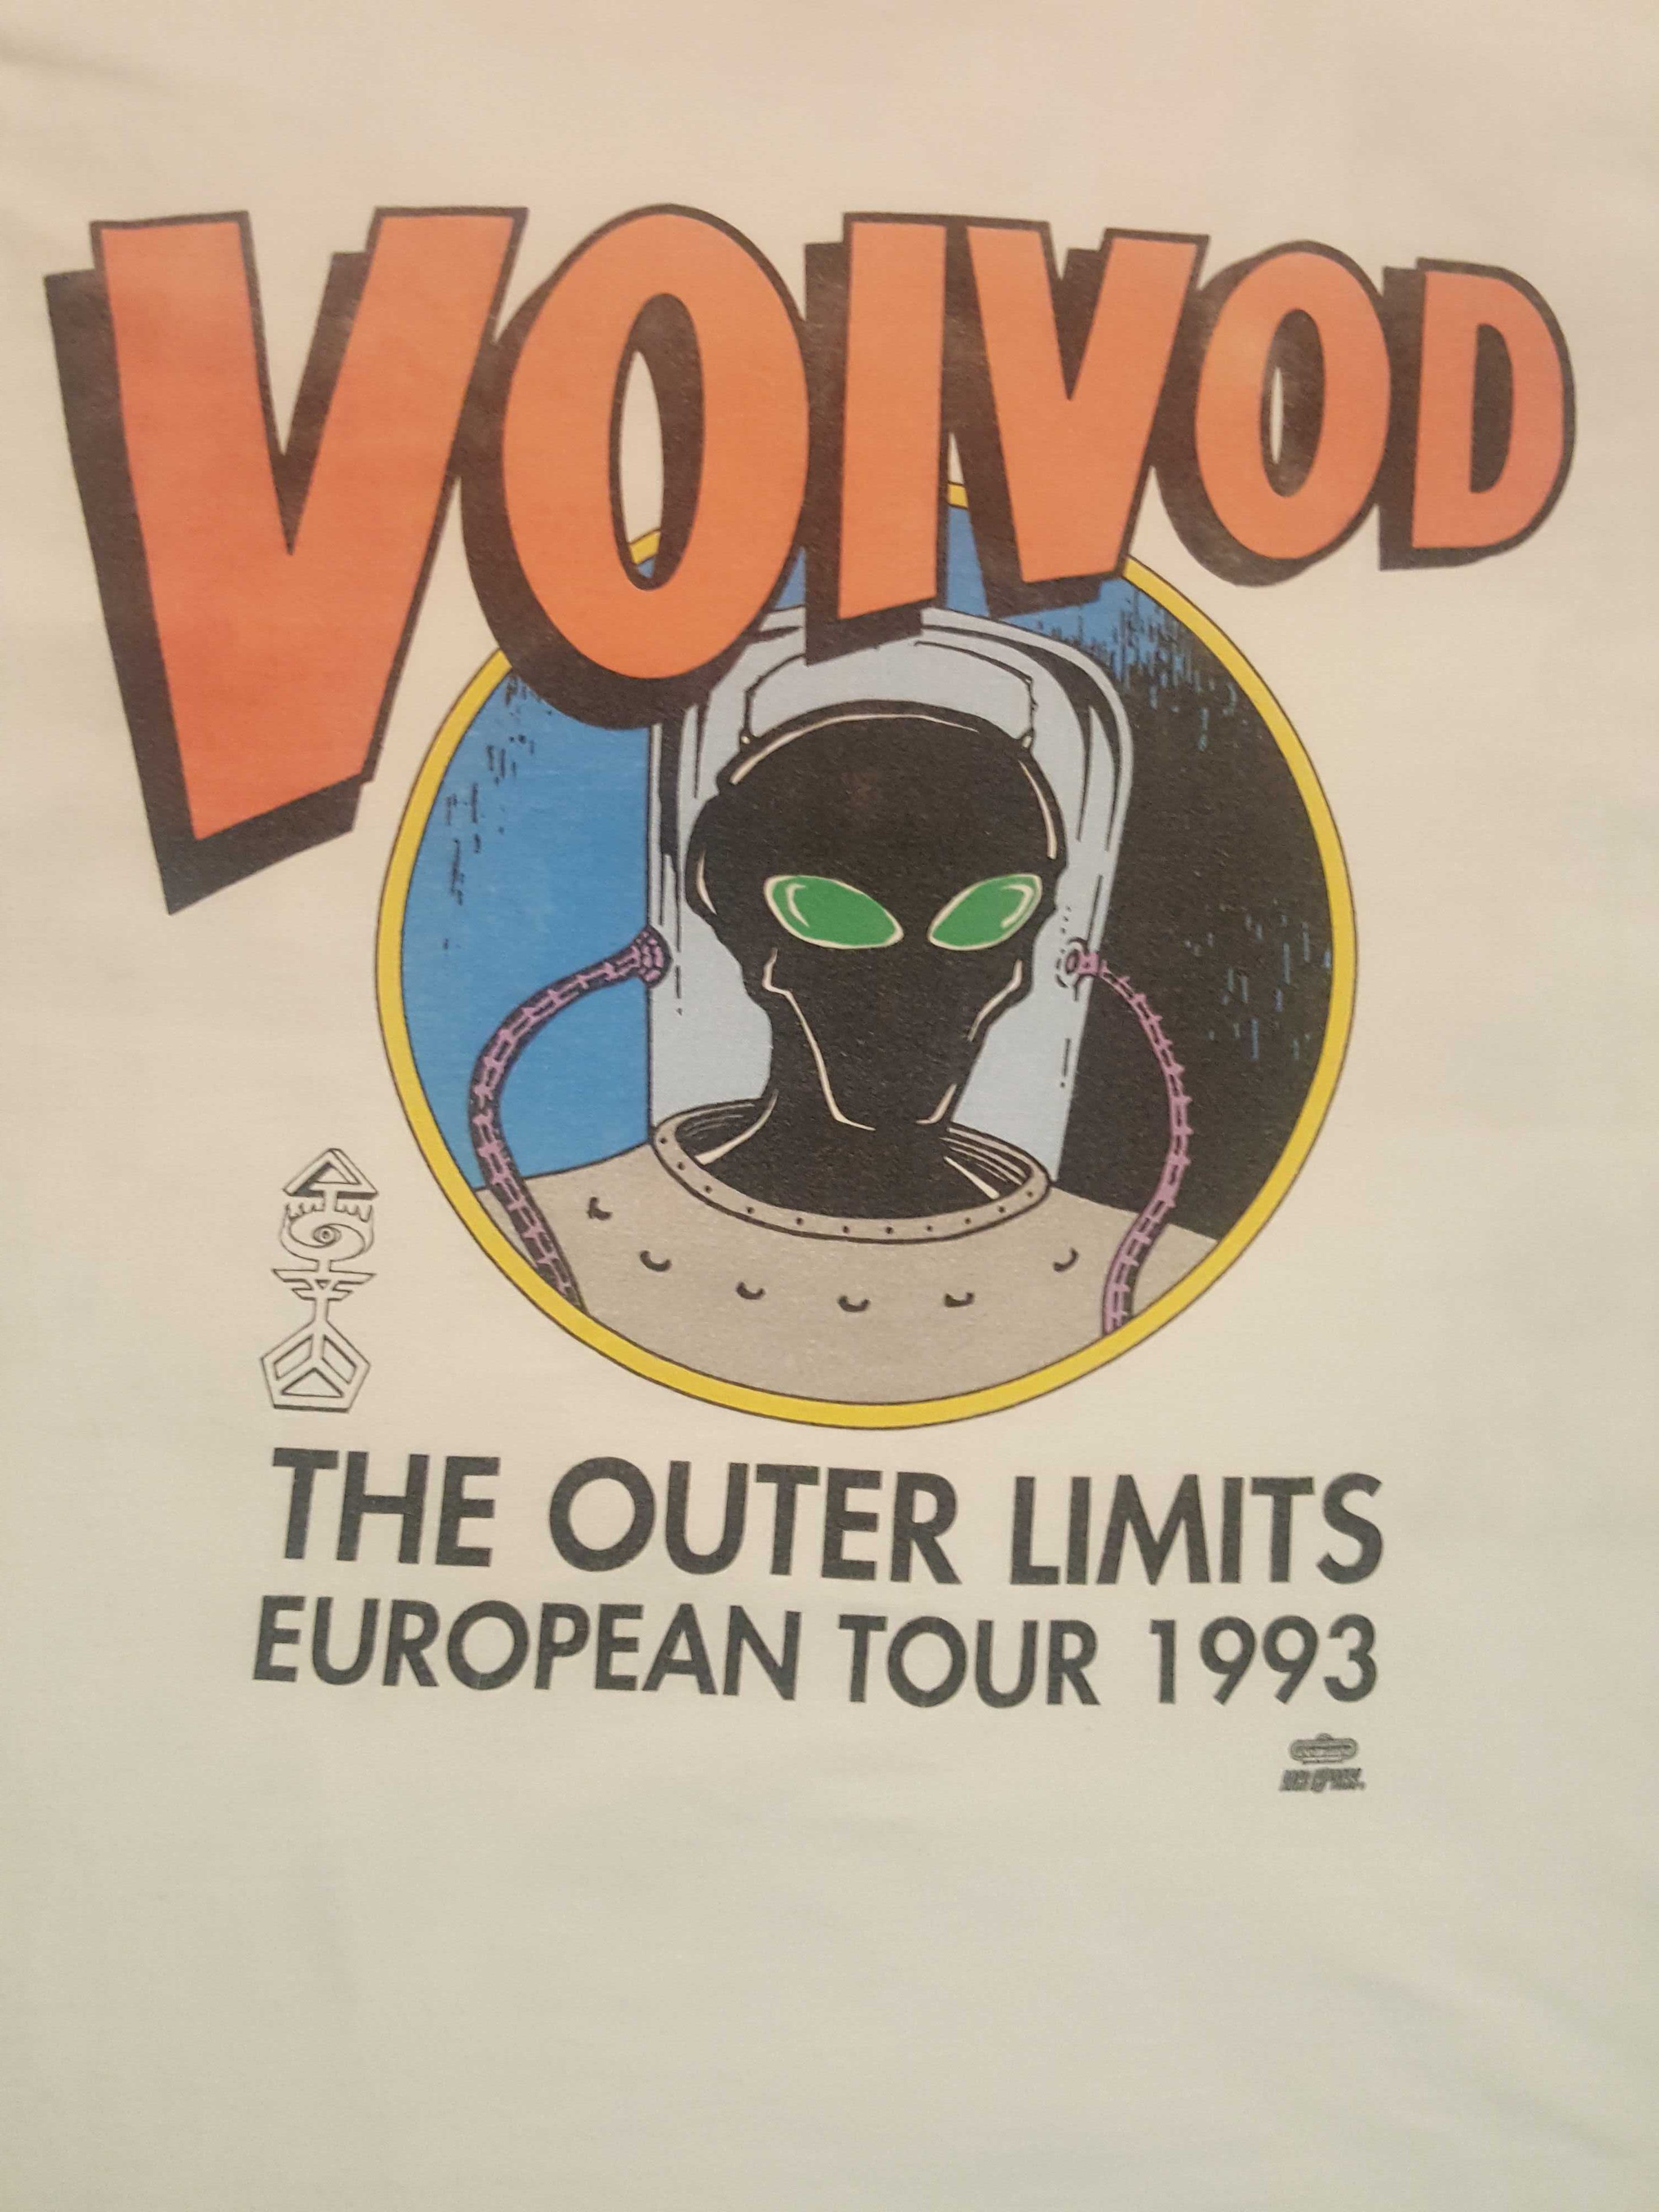 VOIVOD
THE OUTER LIMITS
EUROPEAN TOUR 1993